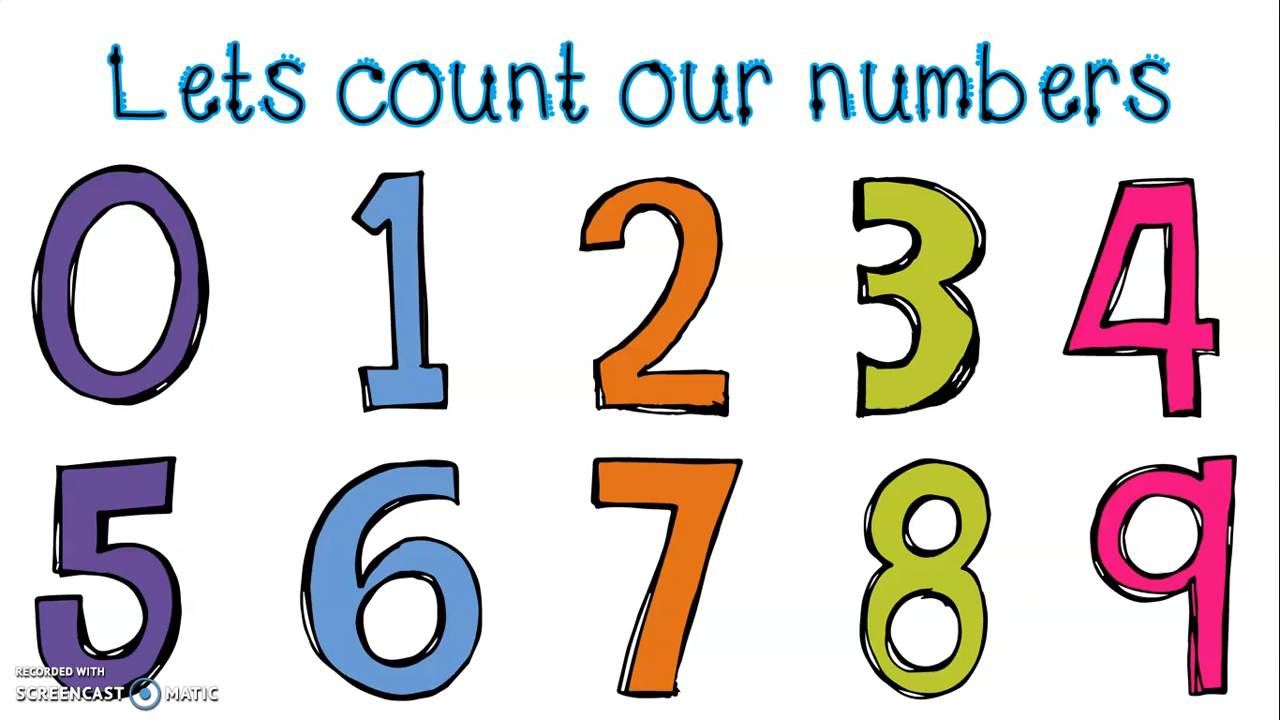 Lets count our numbers
0 1 2 3 4
5 6 7 8 9
RECORDED WITH
SCREENCAST MATIC